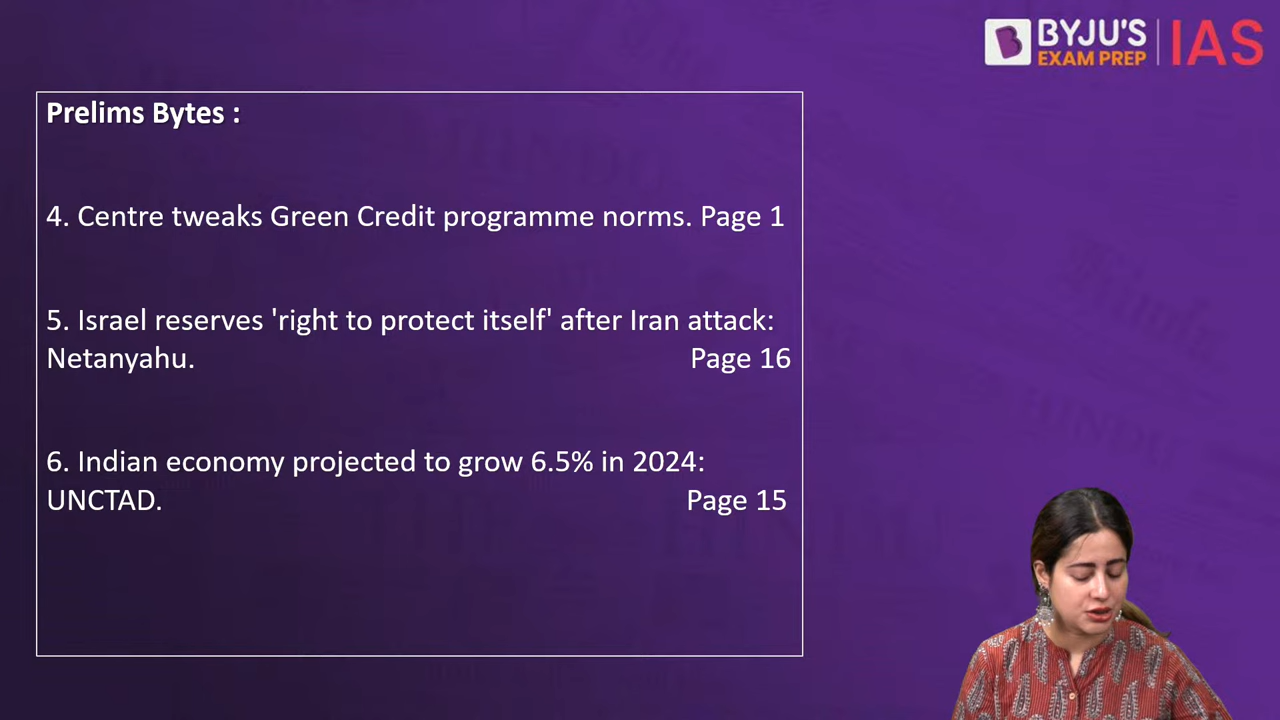 BYJU'S
EXAM PREP
IAS
Prelims Bytes :
4. Centre tweaks Green Credit programme norms. Page 1
5. Israel reserves 'right to protect itself' after Iran attack:
Netanyahu. Page 16
6. Indian economy projected to grow 6.5% in 2024:
UNCTAD. Page 15